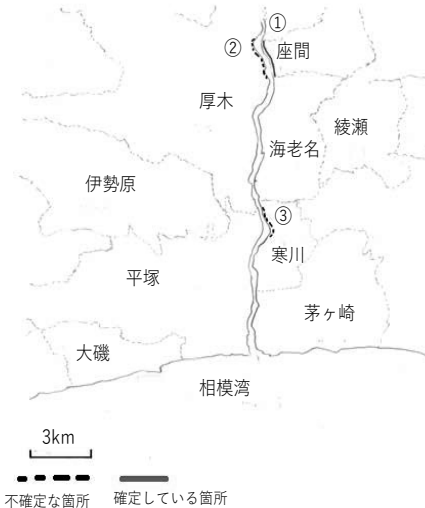 ①
②
座間
厚木
綾瀬
海老名
伊勢原
③
寒川
平塚
茅ヶ崎
大磯
相模湾
3km
不確定な箇所
確定している箇所